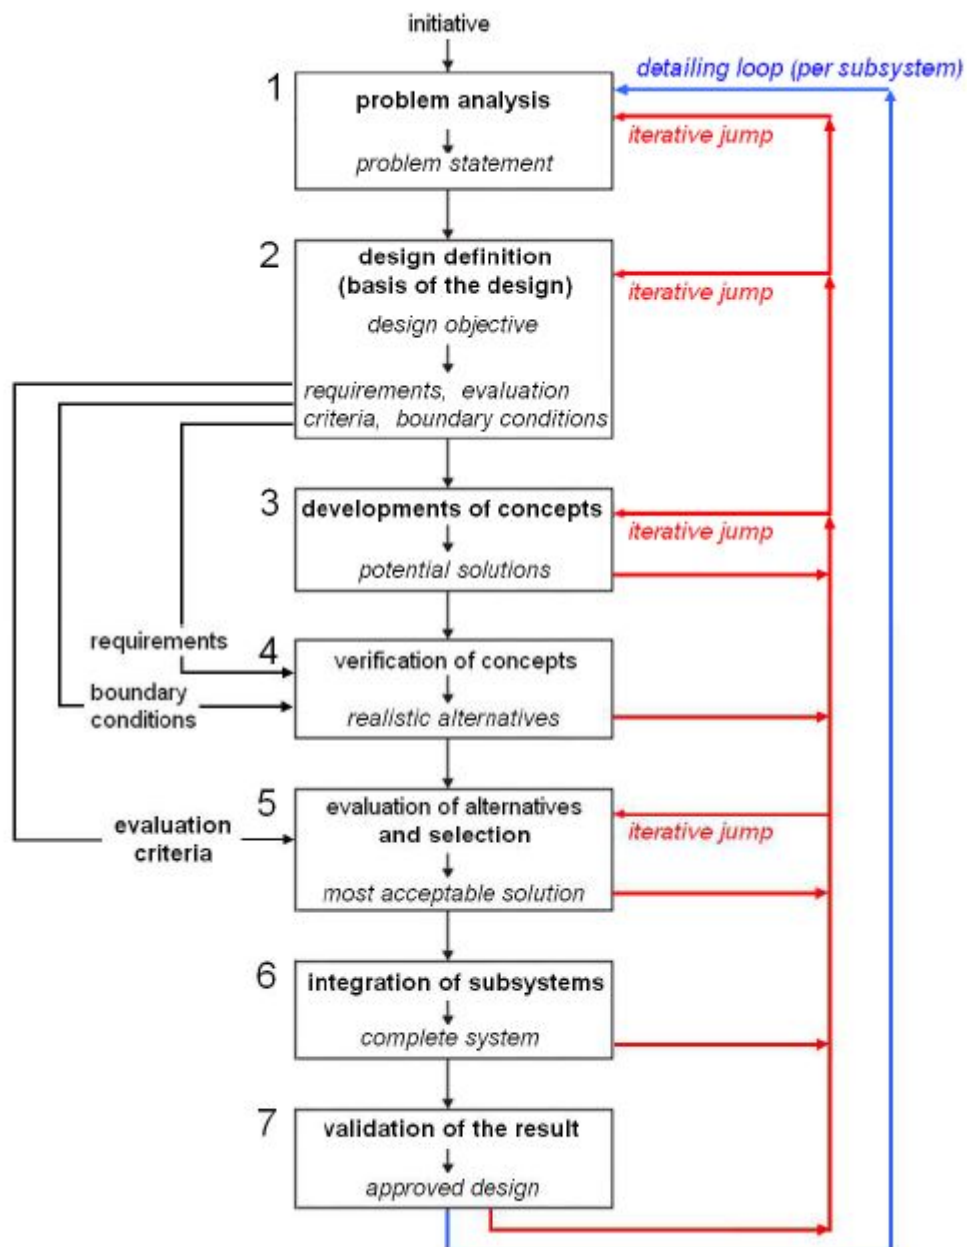 initiative
detailing loop (per subsystem)
1
problem analysis
iterative jump
problem statement
2
design definition
(basis of the design)
iterative jump
design objective
requirements, evaluation
criteria, boundary conditions
3
developments of concepts
iterative jump
potential solutions
requirements
4
verification of concepts
boundary
conditions
realistic alternatives
5
evaluation of alternatives
and selection
iterative jump
evaluation
criteria
most acceptable solution
6
integration of subsystems
complete system
7
validation of the result
approved design